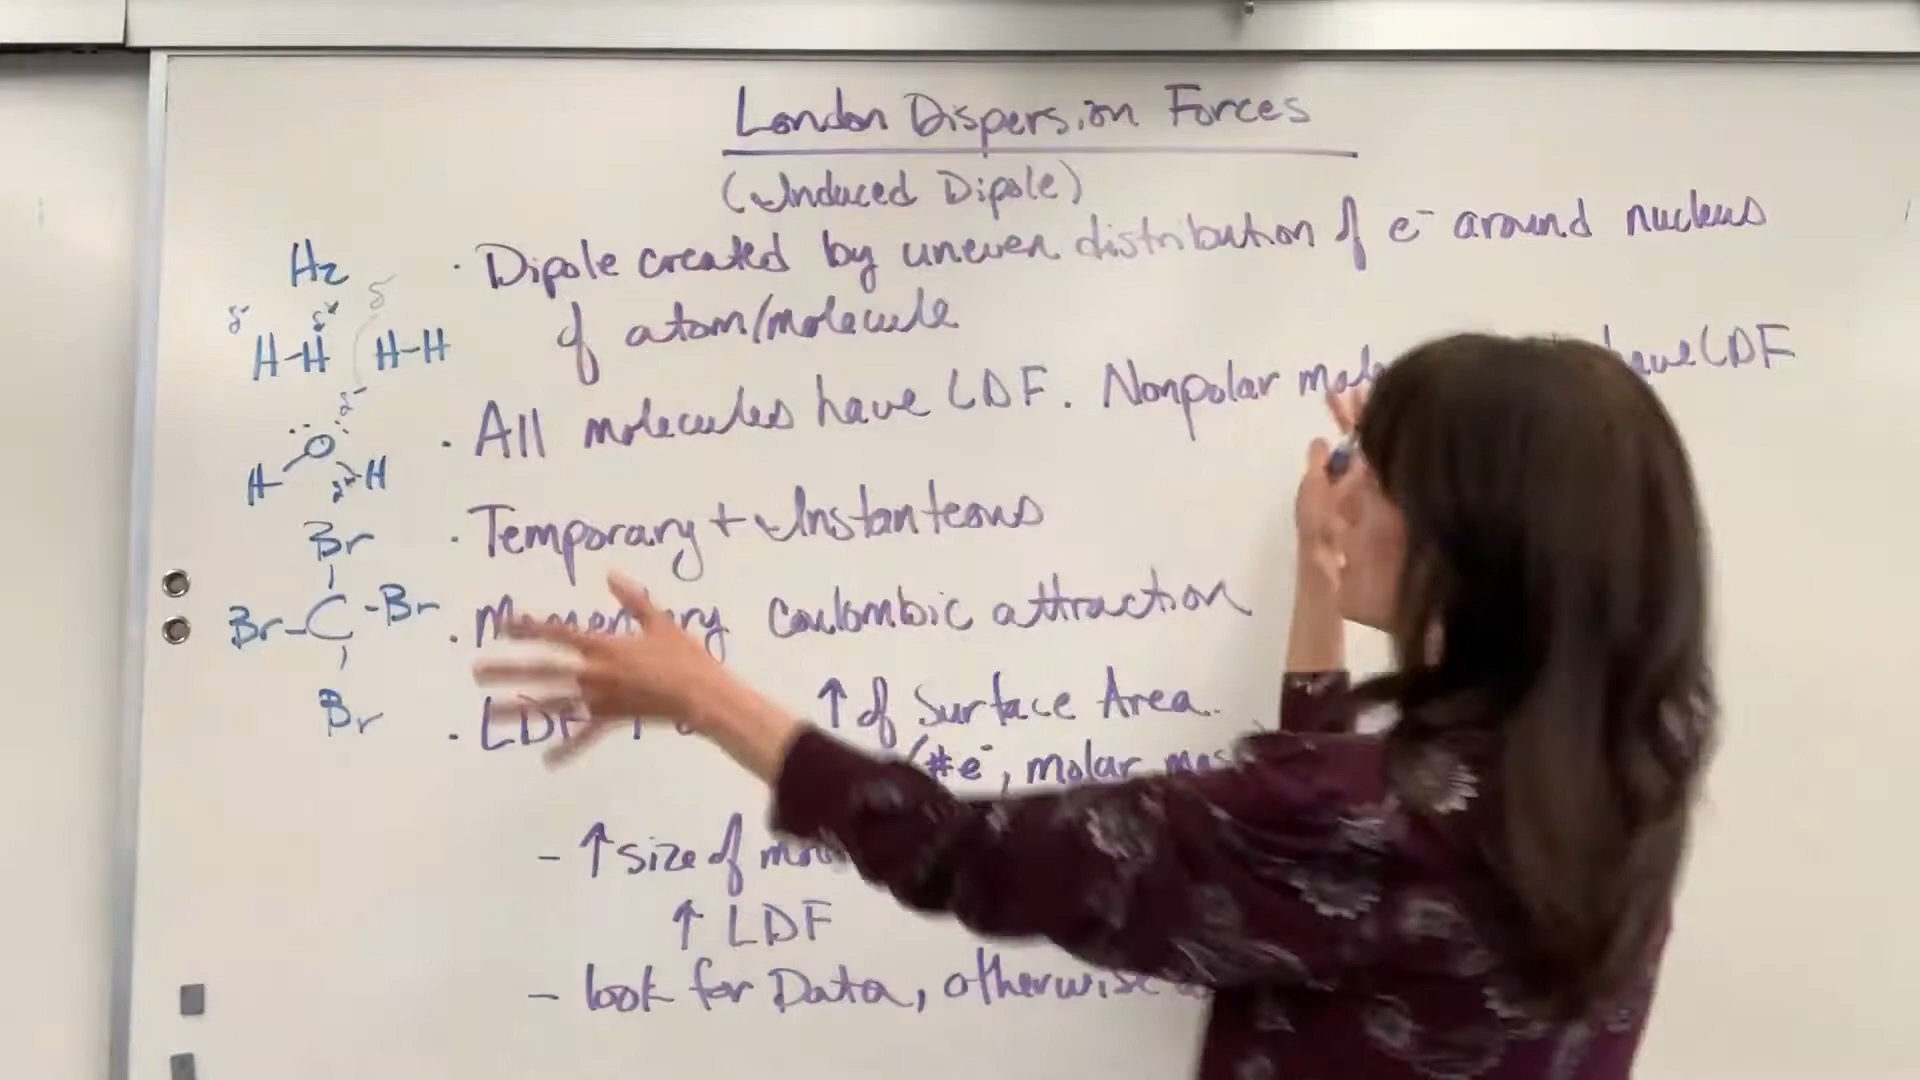 London Dispersion Forces
(Induced Dipole)
· Dipole created by uneven distribution of e⁻ around nucleus
of atom/molecule
· All molecules have LDF. Nonpolar have LDF
· Temporary + Instanteous
· Momentary Coulombic attraction
· LDF ↑ ↑ of Surface Area.
(#e⁻, molar
- ↑ size of
↑ LDF
- look for Data, otherwise
H₂
δ⁻ δ⁺ δ
H-H H-H
δ⁻
O
H δ⁺ H
Br
Br-C-Br
Br